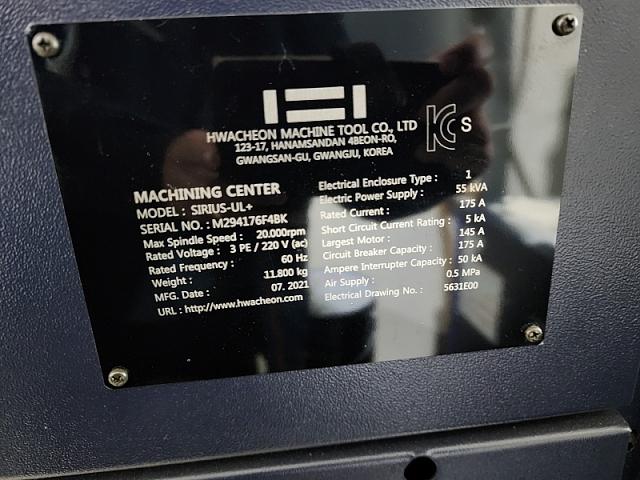 HWACHEON MACHINE TOOL CO., LTD
123-17, HANAMSANDAN 4BEON-RO,
GWANGSAN-GU, GWANGJU, KOREA
KC S
MACHINING CENTER
MODEL : SIRIUS-UL+
SERIAL NO. : M294176F4BK
Max Spindle Speed : 20.000rpm
Rated Voltage : 3 PE / 220 V (ac)
Rated Frequency : 60 Hz
Weight : 11.800 kg
MFG. Date : 07. 2021
URL : http://www.hwacheon.com
Electrical Enclosure Type : 1
Electric Power Supply : 55 kVA
Rated Current : 175 A
Short Circuit Current Rating : 5 kA
Largest Motor : 145 A
Circuit Breaker Capacity : 175 A
Ampere Interrupter Capacity : 50 kA
Air Supply : 0.5 MPa
Electrical Drawing No. : 5631E00